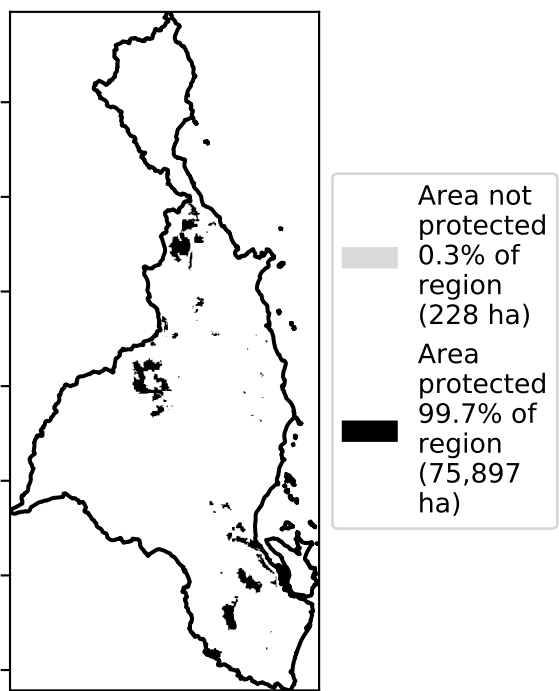 Area not
protected
0.3% of
region
(228 ha)
Area
protected
99.7% of
region
(75,897
ha)